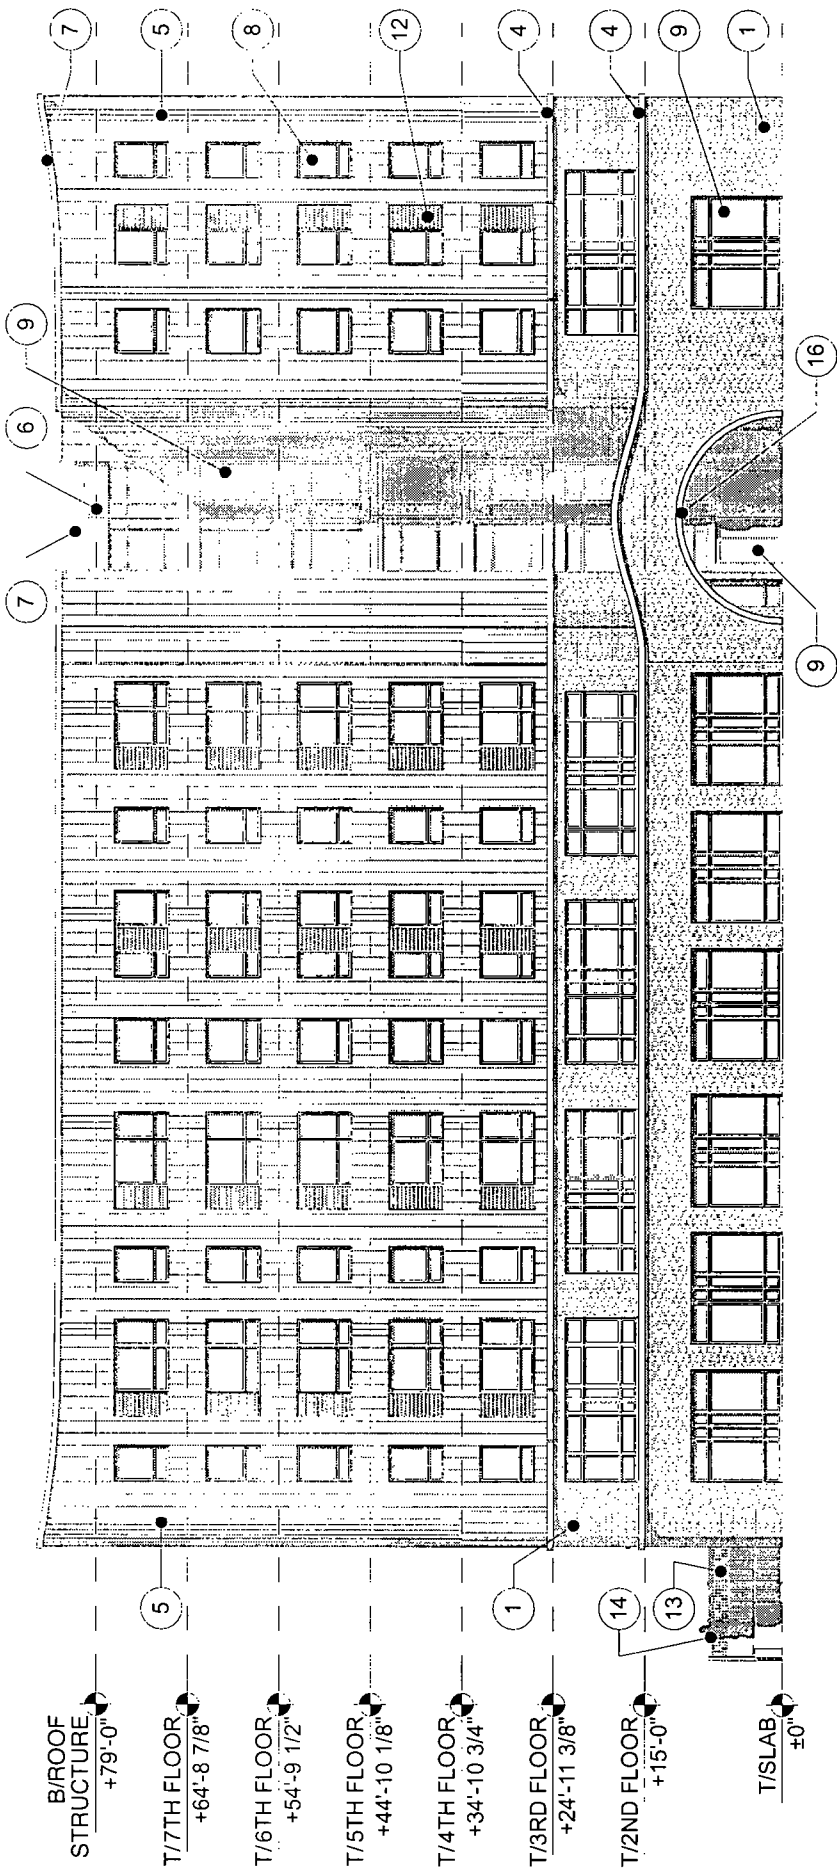 B/ROOF
STRUCTURE
+79'-0"
T/7TH FLOOR
+64'-8 7/8"
T/6TH FLOOR
+54'-9 1/2"
T/5TH FLOOR
+44'-10 1/8"
T/4TH FLOOR
+34'-10 3/4"
T/3RD FLOOR
+24'-11 3/8"
T/2ND FLOOR
+15'-0"
T/SLAB
±0"
5
1
14
13
7
6
9
9
16
7
5
8
12
4
4
9
1